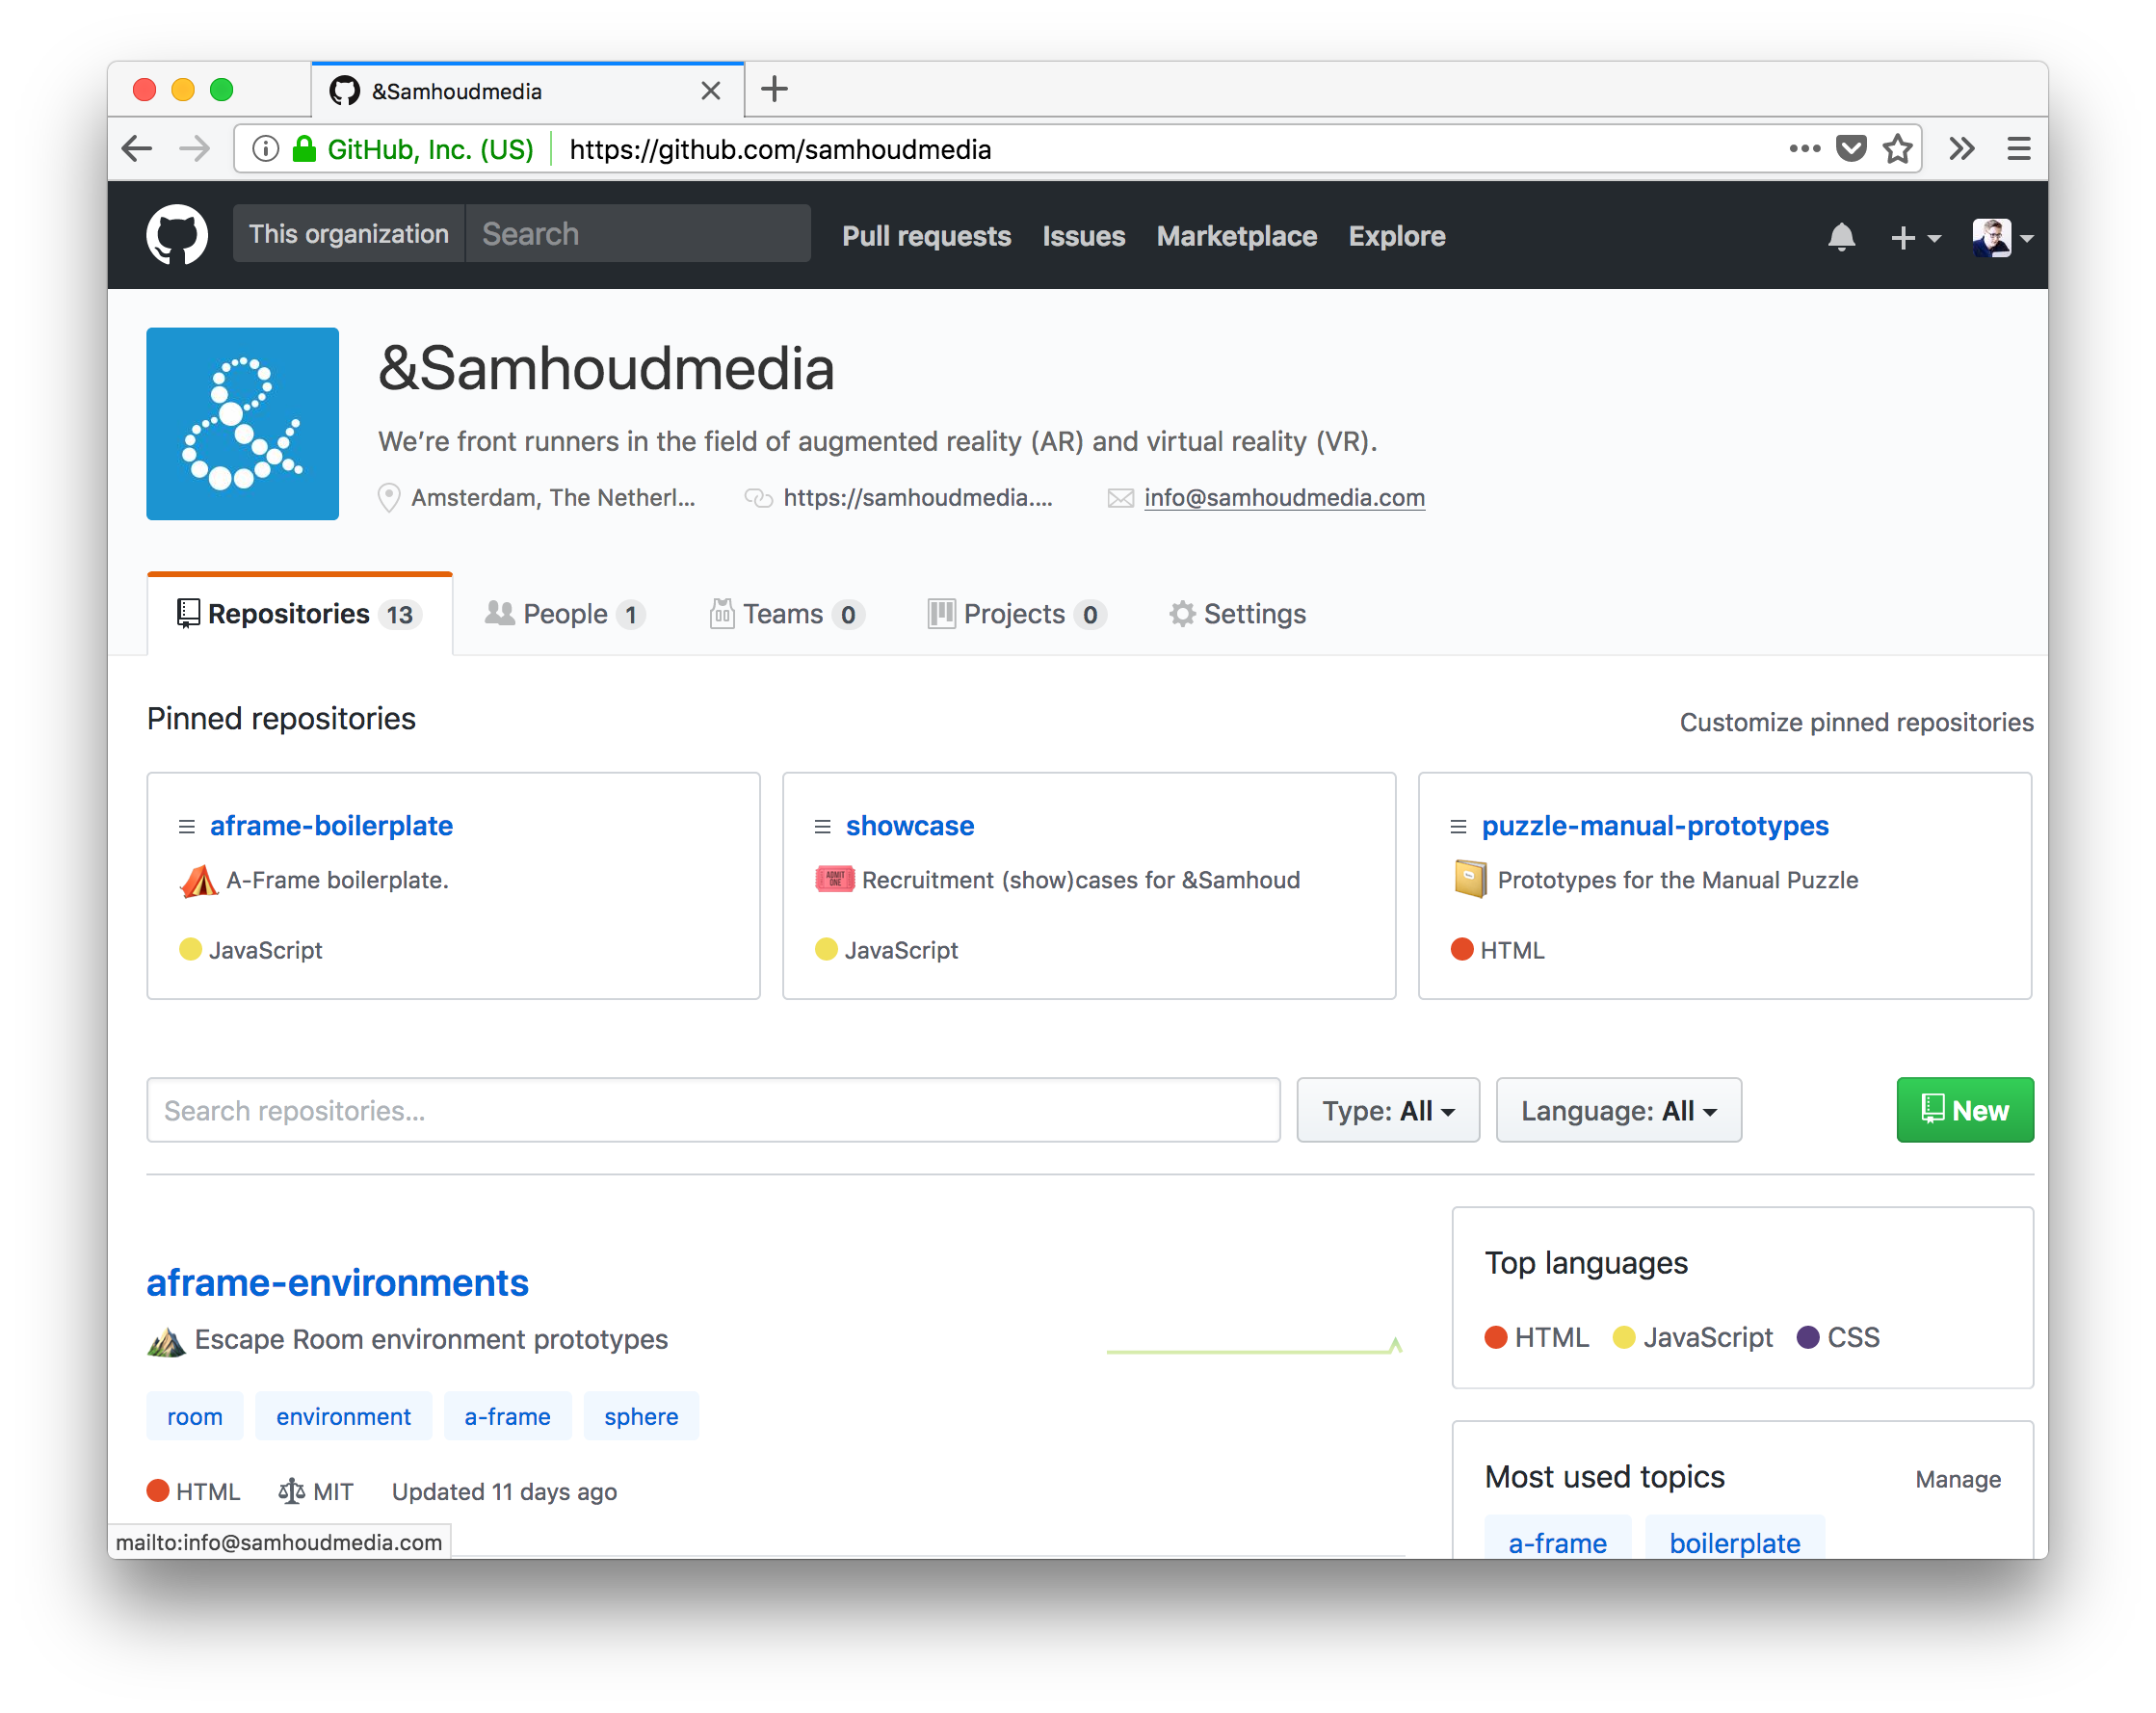 &Samhoudmedia
GitHub, Inc. (US) https://github.com/samhoudmedia
This organization Search Pull requests Issues Marketplace Explore
&Samhoudmedia
We’re front runners in the field of augmented reality (AR) and virtual reality (VR).
Amsterdam, The Netherl... https://samhoudmedia.... info@samhoudmedia.com
Repositories 13 People 1 Teams 0 Projects 0 Settings
Pinned repositories Customize pinned repositories
aframe-boilerplate
A-Frame boilerplate.
JavaScript
showcase
ADMIT ONE Recruitment (show)cases for &Samhoud
JavaScript
puzzle-manual-prototypes
Prototypes for the Manual Puzzle
HTML
Search repositories... Type: All Language: All New
aframe-environments
Escape Room environment prototypes
room environment a-frame sphere
HTML MIT Updated 11 days ago
Top languages
HTML JavaScript CSS
Most used topics Manage
a-frame boilerplate
mailto:info@samhoudmedia.com